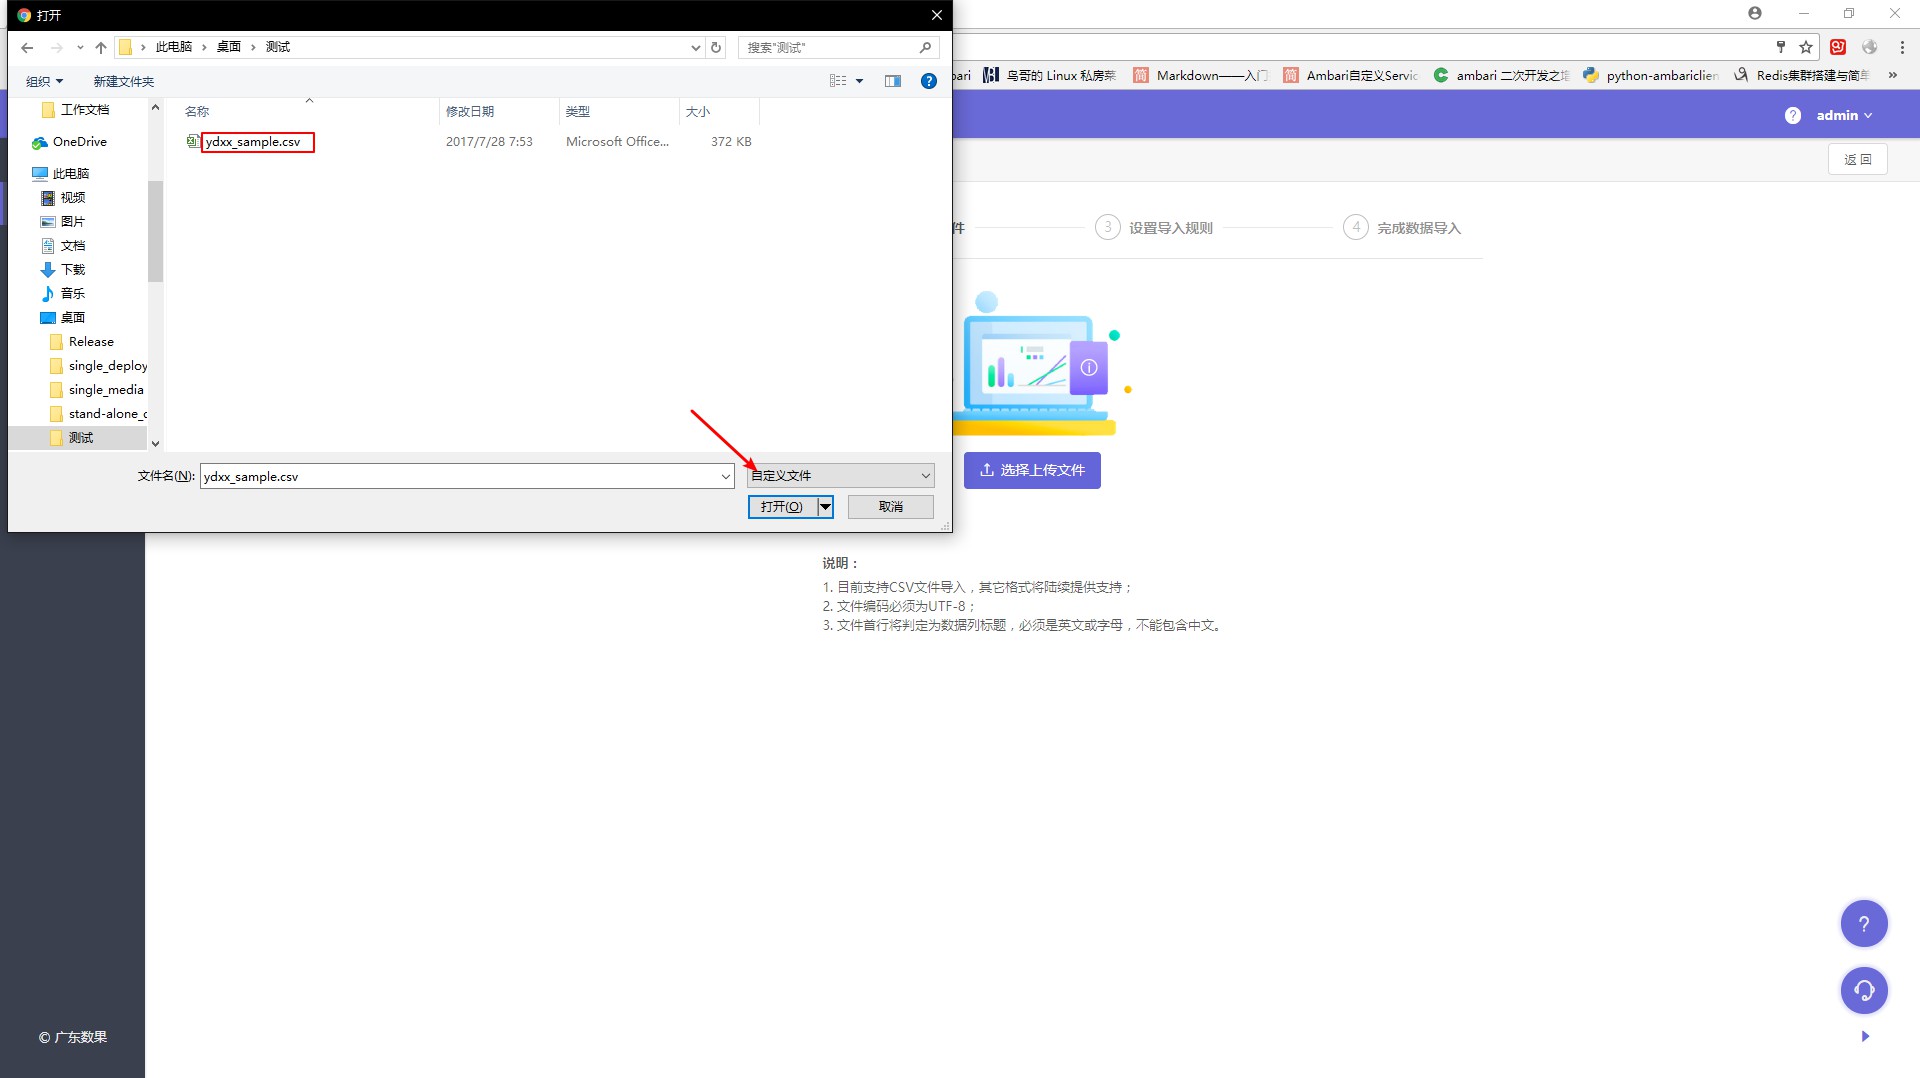 打开
此电脑 桌面 测试
搜索"测试"
组织 新建文件夹
工作文档
OneDrive
此电脑
视频
图片
文档
下载
音乐
桌面
Release
single_deploy
single_media
stand-alone_c
测试
名称 修改日期 类型 大小
ydxx_sample.csv 2017/7/28 7:53 Microsoft Office... 372 KB
文件名(N): ydxx_sample.csv 自定义文件
打开(O) 取消
鸟哥的 Linux 私房菜 Markdown——入门 Ambari自定义Servic ambari 二次开发之 python-ambariclien Redis集群搭建与简单 »
? admin
返 回
件 3 设置导入规则 4 完成数据导入
选择上传文件
说明：
1. 目前支持CSV文件导入，其它格式将陆续提供支持；
2. 文件编码必须为UTF-8；
3. 文件首行将判定为数据列标题，必须是英文或字母，不能包含中文。
?
© 广东数果